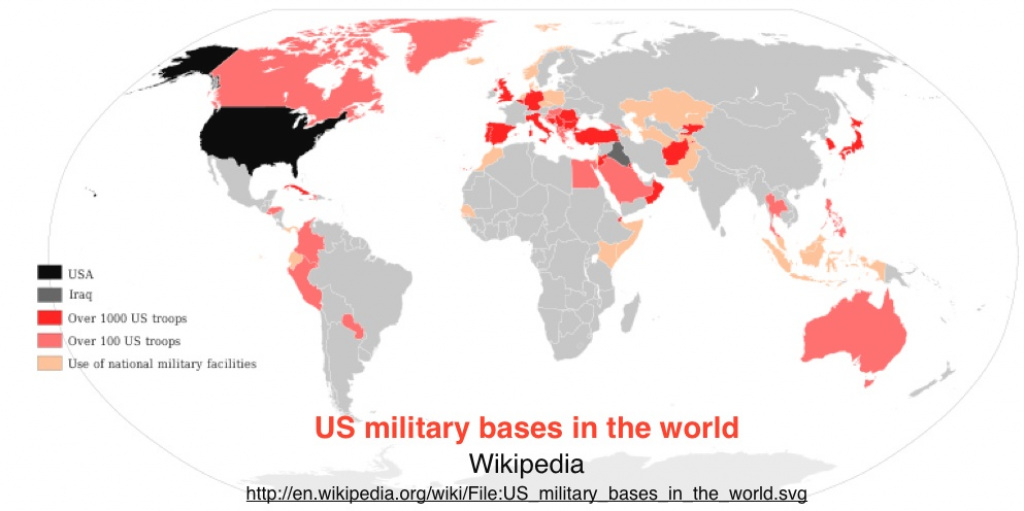 USA
Iraq
Over 1000 US troops
Over 100 US troops
Use of national military facilities
US military bases in the world
Wikipedia
http://en.wikipedia.org/wiki/File:US_military_bases_in_the_world.svg